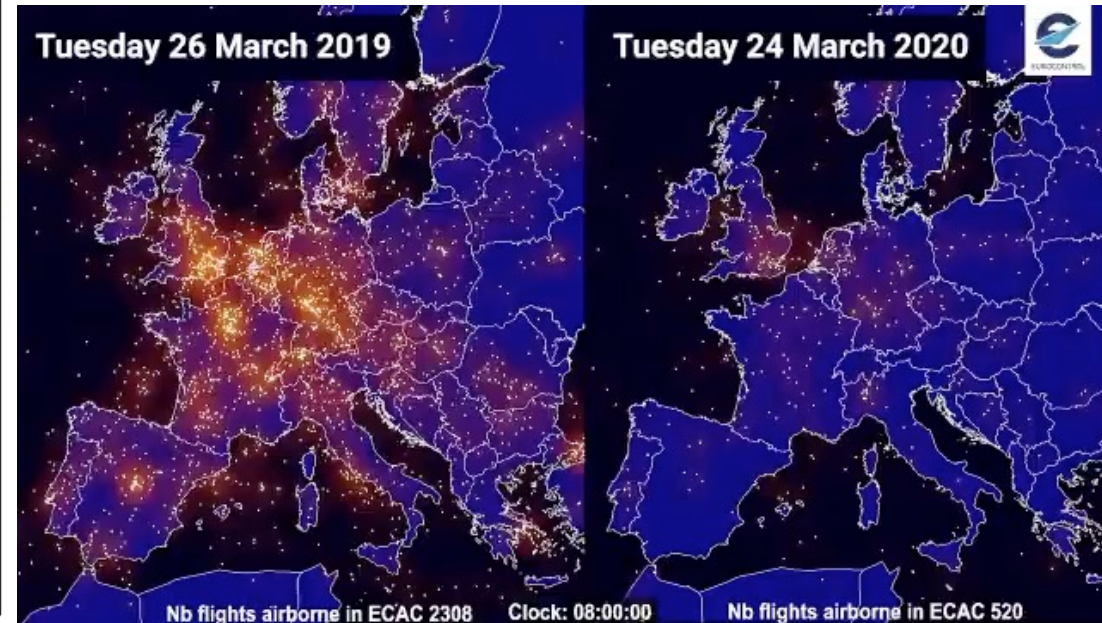 Tuesday 26 March 2019
Tuesday 24 March 2020
EUROCONTROL
Nb flights airborne in ECAC 2308
Clock: 08:00:00
Nb flights airborne in ECAC 520